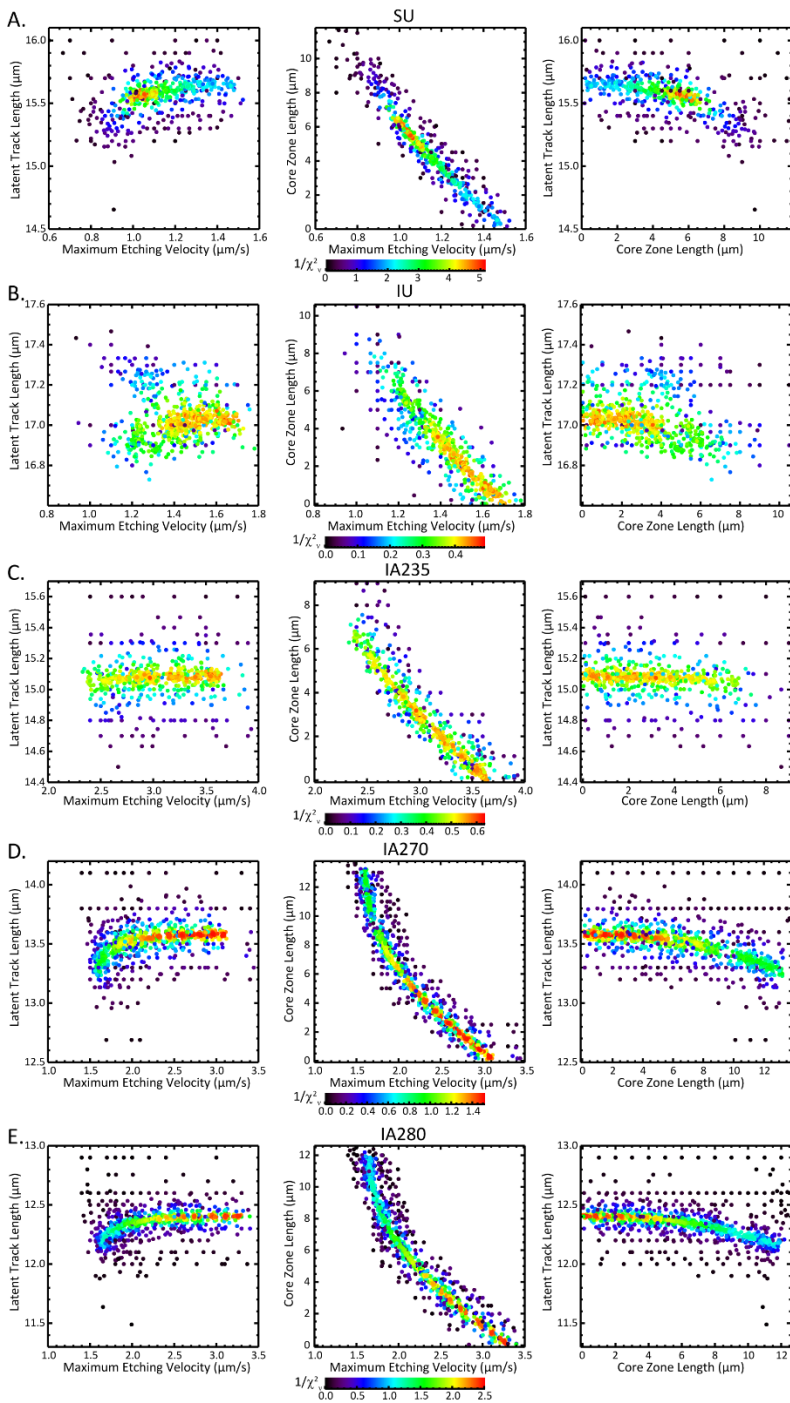 A.
SU
Latent Track Length (µm)
16.0
15.5
15.0
14.5
0.6 0.8 1.0 1.2 1.4 1.6
Maximum Etching Velocity (µm/s)
Core Zone Length (µm)
10
8
6
4
2
0
0.6 0.8 1.0 1.2 1.4 1.6
Maximum Etching Velocity (µm/s)
Latent Track Length (µm)
16.0
15.5
15.0
14.5
0 2 4 6 8 10
Core Zone Length (µm)
1/χ²ᵥ
0 1 2 3 4 5
B.
IU
Latent Track Length (µm)
17.6
17.4
17.2
17.0
16.8
0.8 1.0 1.2 1.4 1.6 1.8
Maximum Etching Velocity (µm/s)
Core Zone Length (µm)
10
8
6
4
2
0
0.8 1.0 1.2 1.4 1.6 1.8
Maximum Etching Velocity (µm/s)
Latent Track Length (µm)
17.6
17.4
17.2
17.0
16.8
0 2 4 6 8 10
Core Zone Length (µm)
1/χ²ᵥ
0.0 0.1 0.2 0.3 0.4
C.
IA235
Latent Track Length (µm)
15.6
15.4
15.2
15.0
14.8
14.6
14.4
2.0 2.5 3.0 3.5 4.0
Maximum Etching Velocity (µm/s)
Core Zone Length (µm)
8
6
4
2
0
2.0 2.5 3.0 3.5 4.0
Maximum Etching Velocity (µm/s)
Latent Track Length (µm)
15.6
15.4
15.2
15.0
14.8
14.6
14.4
0 2 4 6 8
Core Zone Length (µm)
1/χ²ᵥ
0.0 0.1 0.2 0.3 0.4 0.5 0.6
D.
IA270
Latent Track Length (µm)
14.0
13.5
13.0
12.5
1.0 1.5 2.0 2.5 3.0 3.5
Maximum Etching Velocity (µm/s)
Core Zone Length (µm)
12
10
8
6
4
2
0
1.0 1.5 2.0 2.5 3.0 3.5
Maximum Etching Velocity (µm/s)
Latent Track Length (µm)
14.0
13.5
13.0
12.5
0 2 4 6 8 10 12
Core Zone Length (µm)
1/χ²ᵥ
0.0 0.2 0.4 0.6 0.8 1.0 1.2 1.4
E.
IA280
Latent Track Length (µm)
13.0
12.5
12.0
11.5
1.0 1.5 2.0 2.5 3.0 3.5
Maximum Etching Velocity (µm/s)
Core Zone Length (µm)
12
10
8
6
4
2
0
1.0 1.5 2.0 2.5 3.0 3.5
Maximum Etching Velocity (µm/s)
Latent Track Length (µm)
13.0
12.5
12.0
11.5
0 2 4 6 8 10 12
Core Zone Length (µm)
1/χ²ᵥ
0.0 0.5 1.0 1.5 2.0 2.5